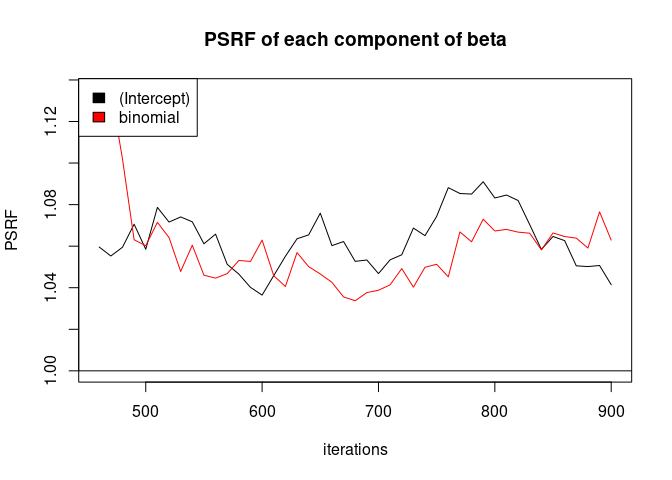 PSRF of each component of beta
(Intercept)
binomial
PSRF
1.12
1.08
1.04
1.00
500 600 700 800 900
iterations